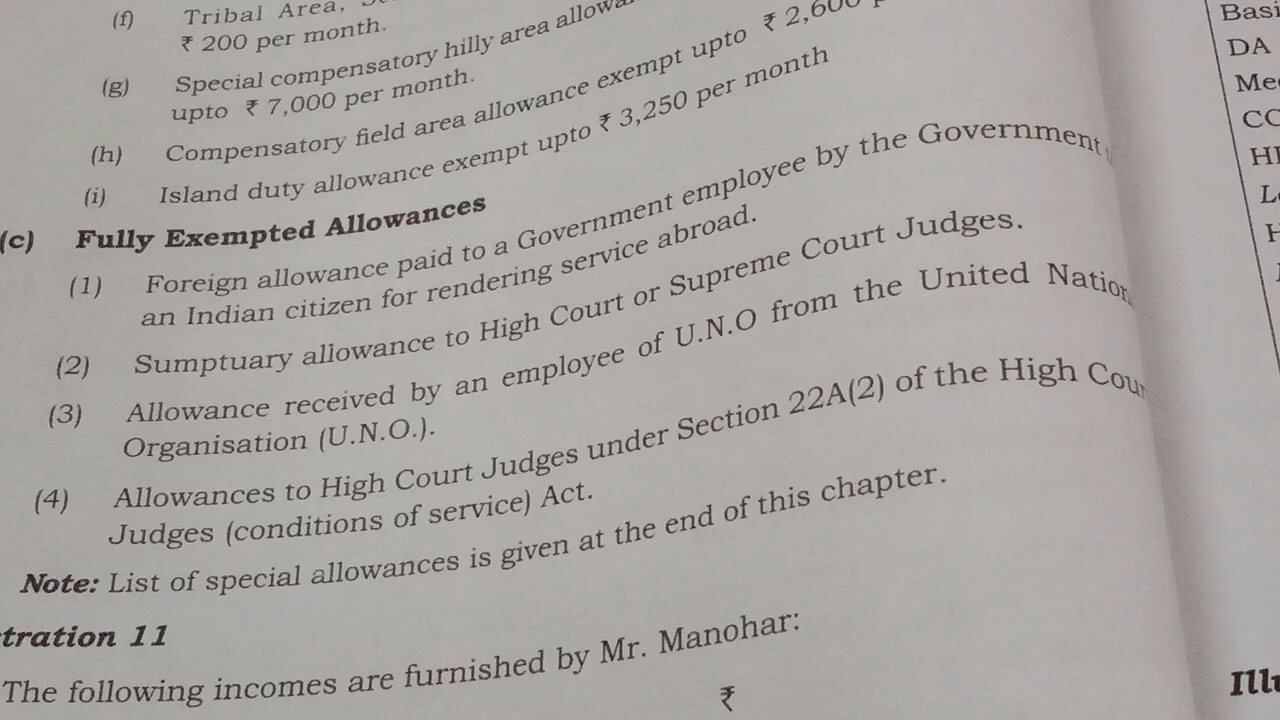 (f) Tribal Area,
₹ 200 per month.
(g) Special compensatory hilly area
upto ₹ 7,000 per month.
(h) Compensatory field area allowance exempt upto ₹ 2,600
(i) Island duty allowance exempt upto ₹ 3,250 per month
(c) Fully Exempted Allowances
(1) Foreign allowance paid to a Government employee by the Government
an Indian citizen for rendering service abroad.
(2) Sumptuary allowance to High Court or Supreme Court Judges.
(3) Allowance received by an employee of U.N.O from the United Nation
Organisation (U.N.O.).
(4) Allowances to High Court Judges under Section 22A(2) of the High Cour
Judges (conditions of service) Act.
Note: List of special allowances is given at the end of this chapter.
tration 11
The following incomes are furnished by Mr. Manohar:
₹
Basi
DA
Me
CC
Illu